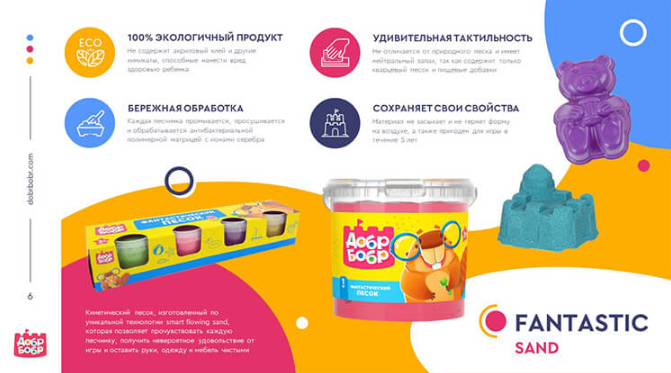 100% ЭКОЛОГИЧНЫЙ ПРОДУКТ
Не содержит акриловый клей и другие
химикаты, способные нанести вред
здоровью ребенка
УДИВИТЕЛЬНАЯ ТАКТИЛЬНОСТЬ
Не отличается от природного песка и имеет
нейтральный запах, так как содержит только
кварцевый песок и пищевые добавки
ECO
БЕРЕЖНАЯ ОБРАБОТКА
Каждая песчинка промывается, просушивается
и обрабатывается антибактериальной
полимерной матрицей с ионами серебра
СОХРАНЯЕТ СВОИ СВОЙСТВА
Материал не засыхает и не теряет форму
на воздухе, а также пригоден для игры в
течение 5 лет
dobrbobr.com
6
ДОБР
БОБР
ФАНТАСТИЧЕСКИЙ
ПЕСОК
ДОБР
БОБР
ФАНТАСТИЧЕСКИЙ
ПЕСОК
Кинетический песок, изготовленный по
уникальной технологии smart flowing sand,
которая позволяет прочувствовать каждую
песчинку, получить невероятное удовольствие от
игры и оставить руки, одежду и мебель чистыми
ДОБР
БОБР
FANTASTIC
SAND